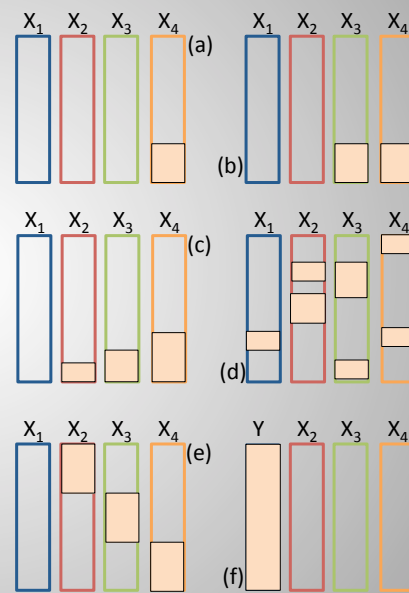 X₁ X₂ X₃ X₄ (a)
X₁ X₂ X₃ X₄
(b)
X₁ X₂ X₃ X₄ (c)
X₁ X₂ X₃ X₄
(d)
X₁ X₂ X₃ X₄ (e)
Y X₂ X₃ X₄
(f)